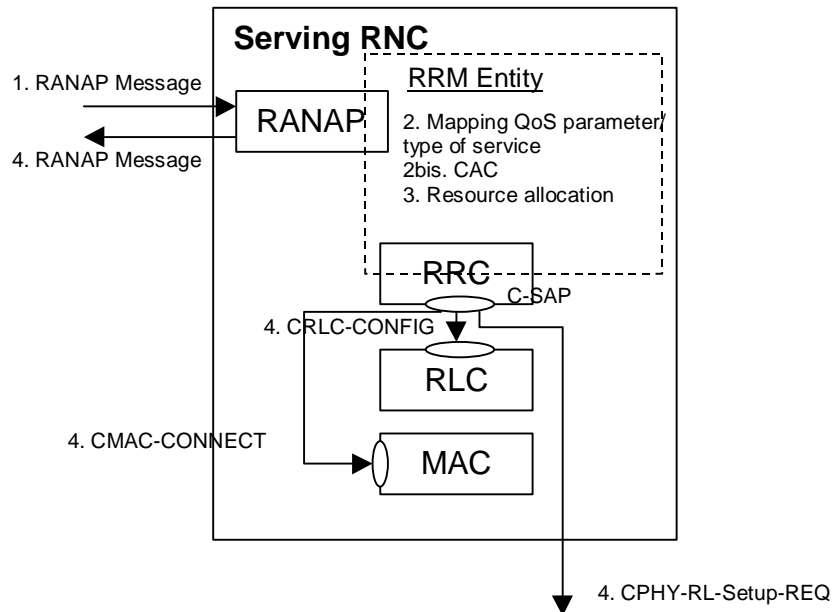 Serving RNC
RRM Entity
1. RANAP Message
RANAP
2. Mapping QoS parameter/
type of service
2bis. CAC
3. Resource allocation
4. RANAP Message
RRC
C-SAP
4. CRLC-CONFIG
RLC
4. CMAC-CONNECT
MAC
4. CPHY-RL-Setup-REQ